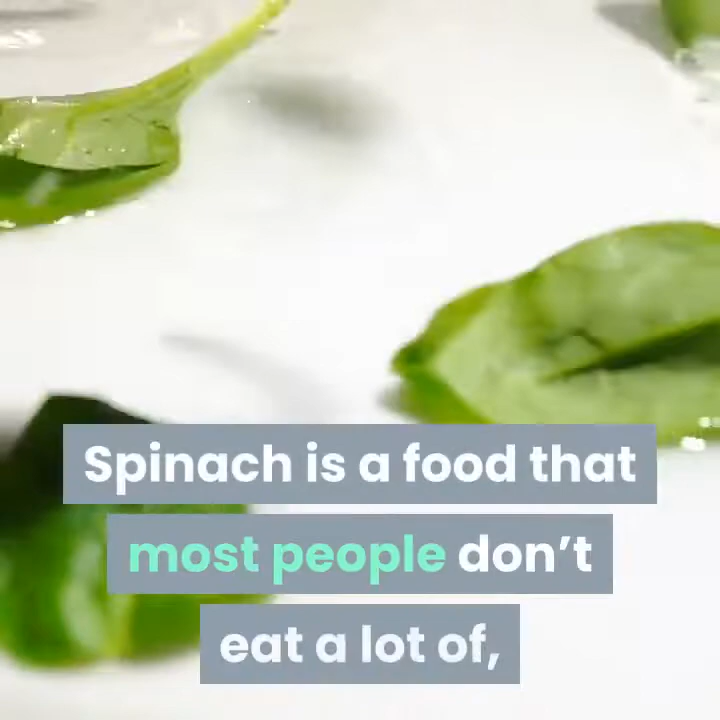 Spinach is a food that
most people don’t
eat a lot of,